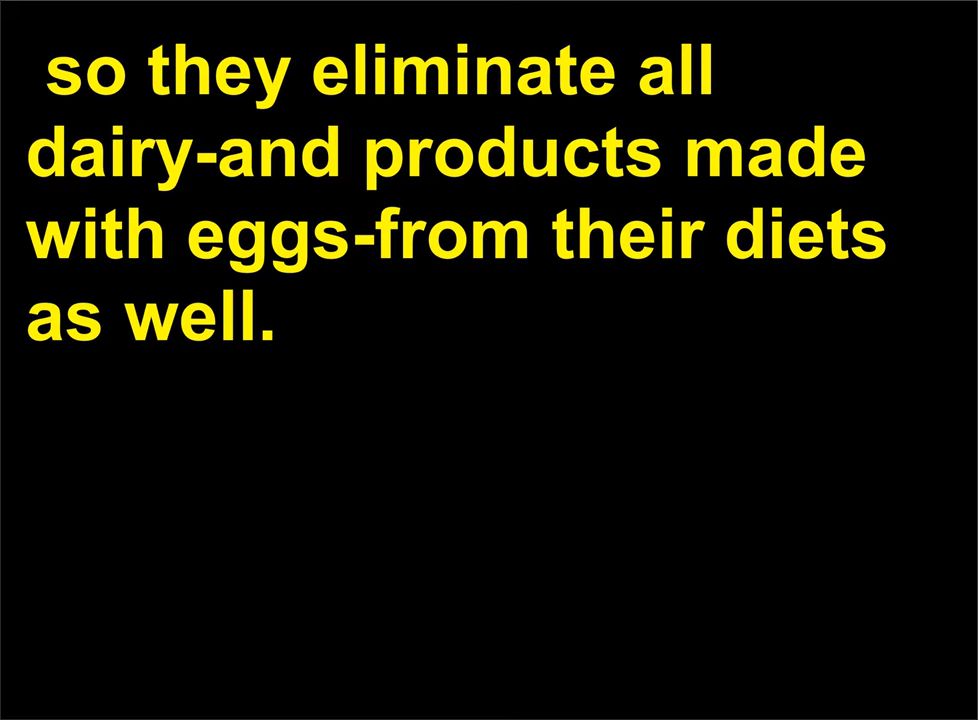 so they eliminate all
dairy-and products made
with eggs-from their diets
as well.